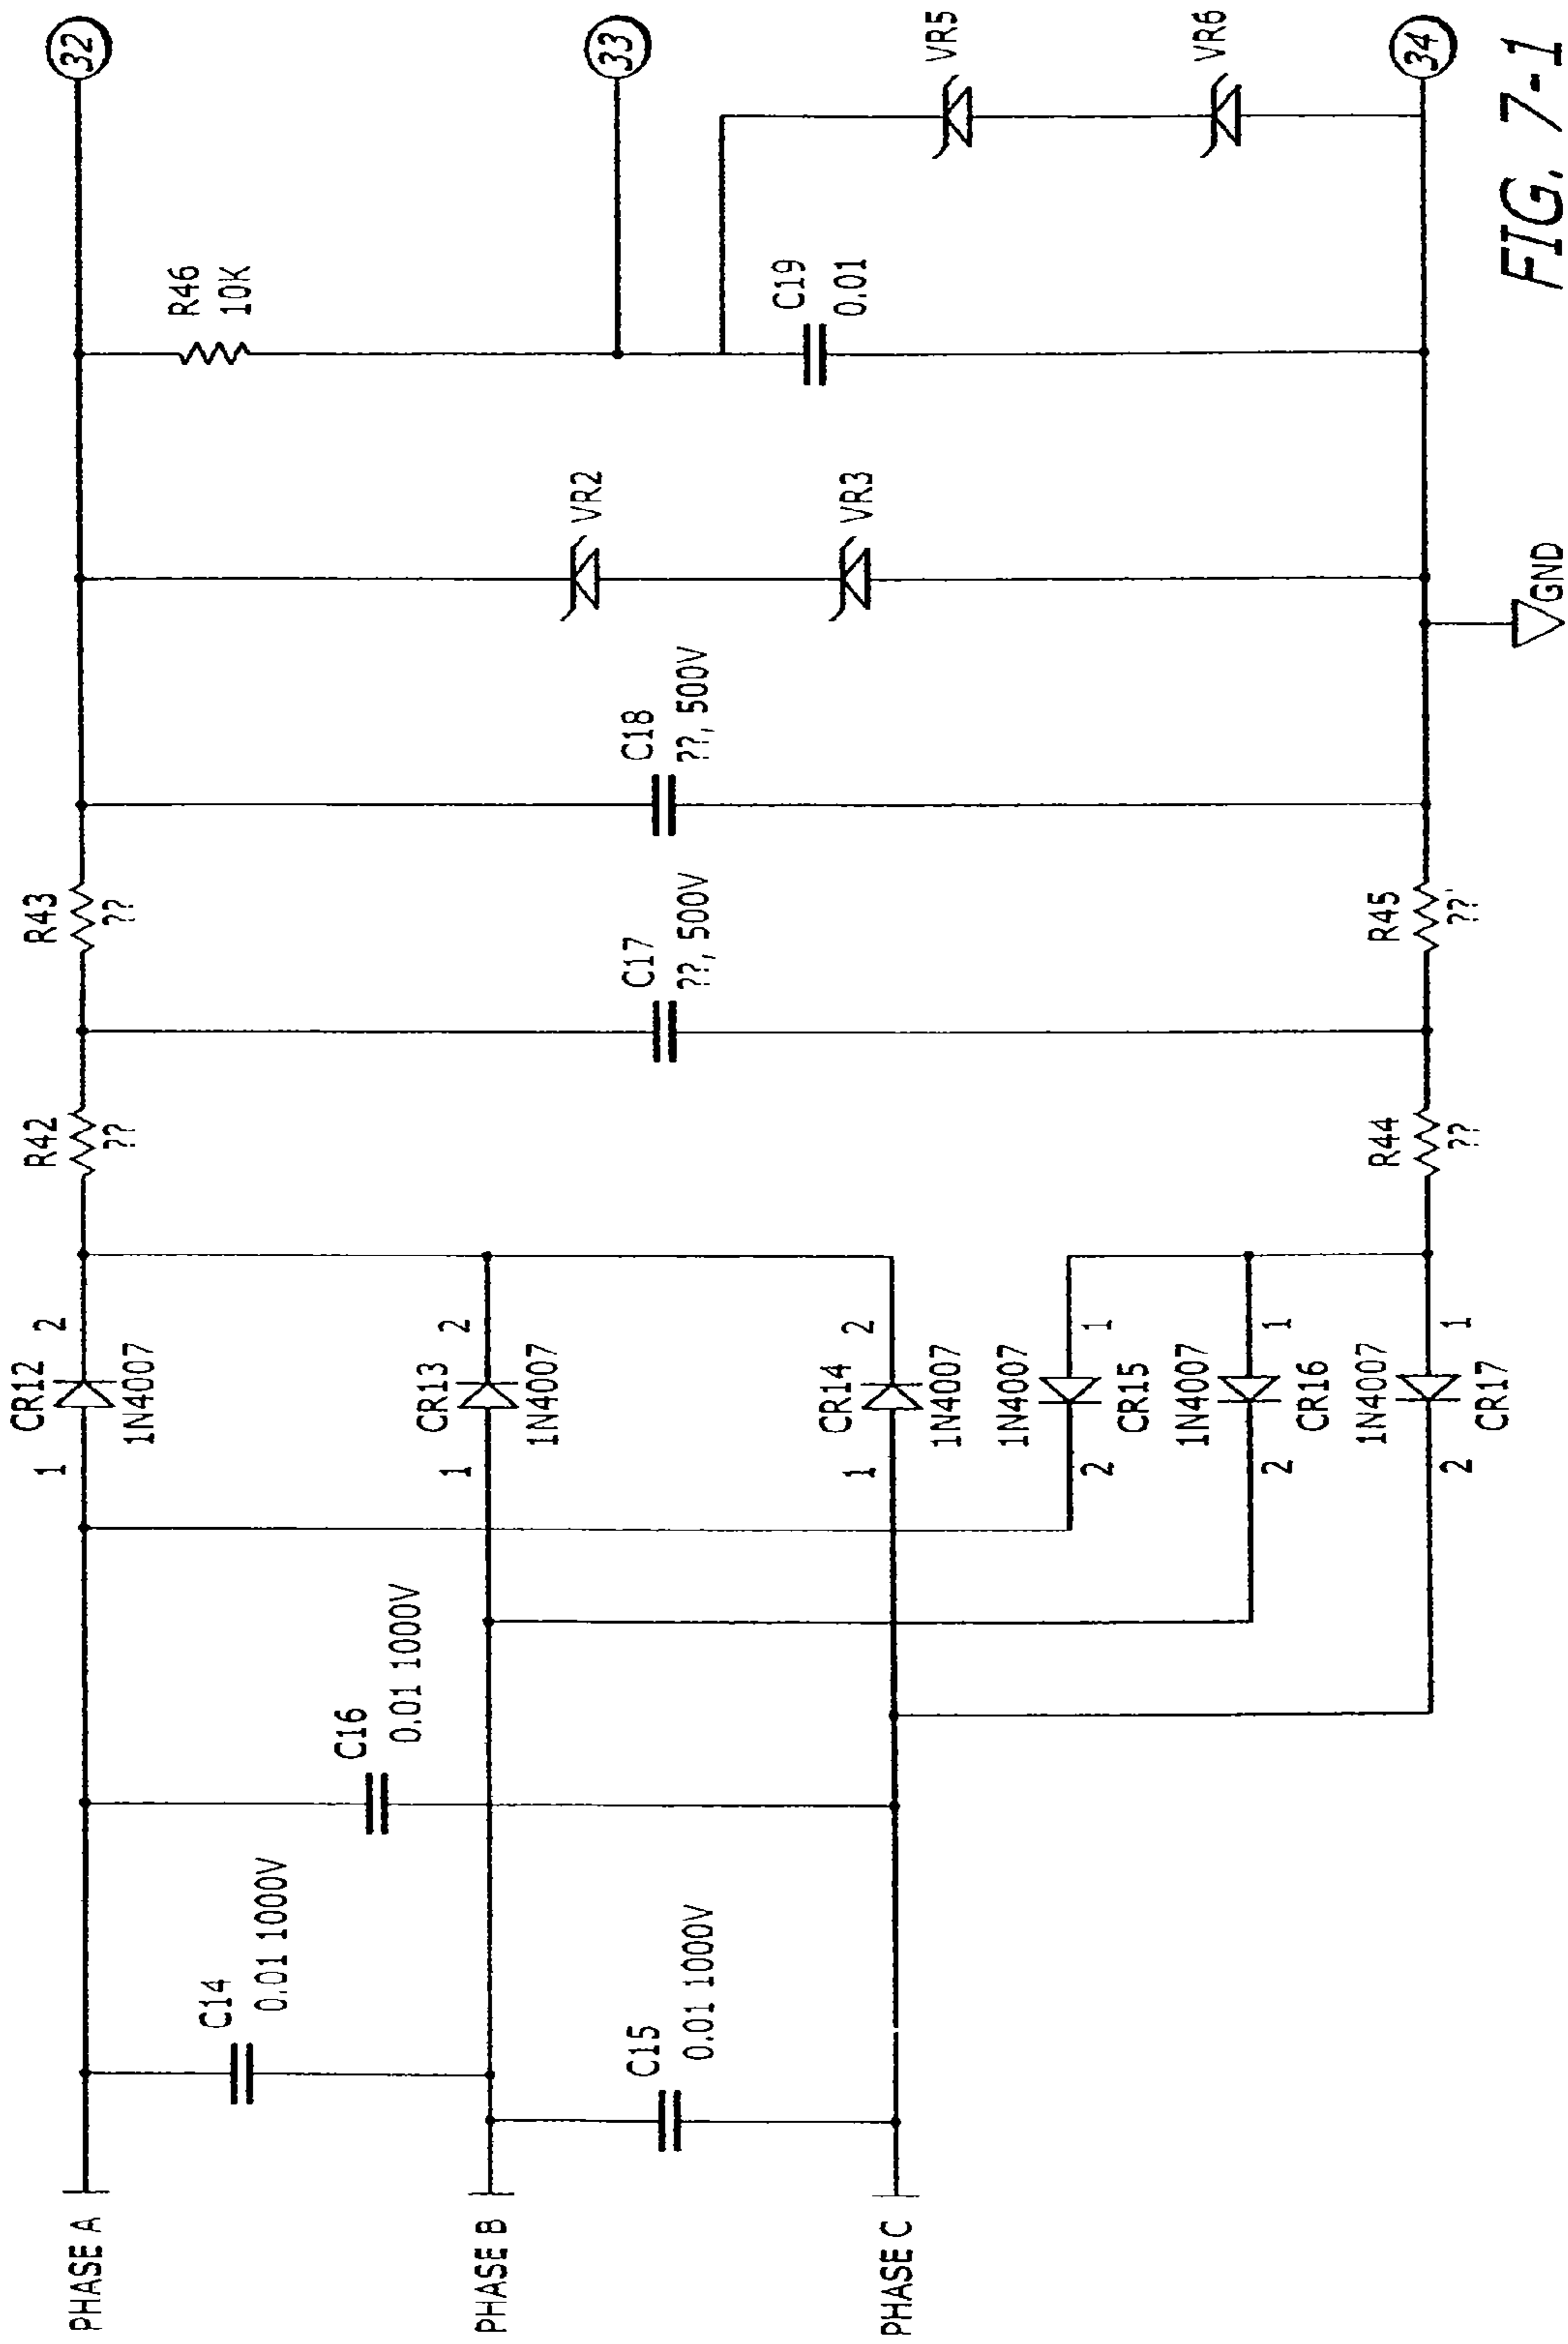 PHASE A
PHASE B
PHASE C
C14
0.01 1000V
C15
0.01 1000V
C16
0.01 1000V
1
CR12
2
1N4007
1
CR13
2
1N4007
1
CR14
2
1N4007
1N4007
1
2
CR15
1N4007
1
2
CR16
1N4007
1
2
CR17
R42
??
R43
??
R44
??
R45
??
C17
??, 500V
C18
??, 500V
VR2
VR3
R46
10K
C19
0.01
VR5
VR6
32
33
34
GND
FIG. 7-1